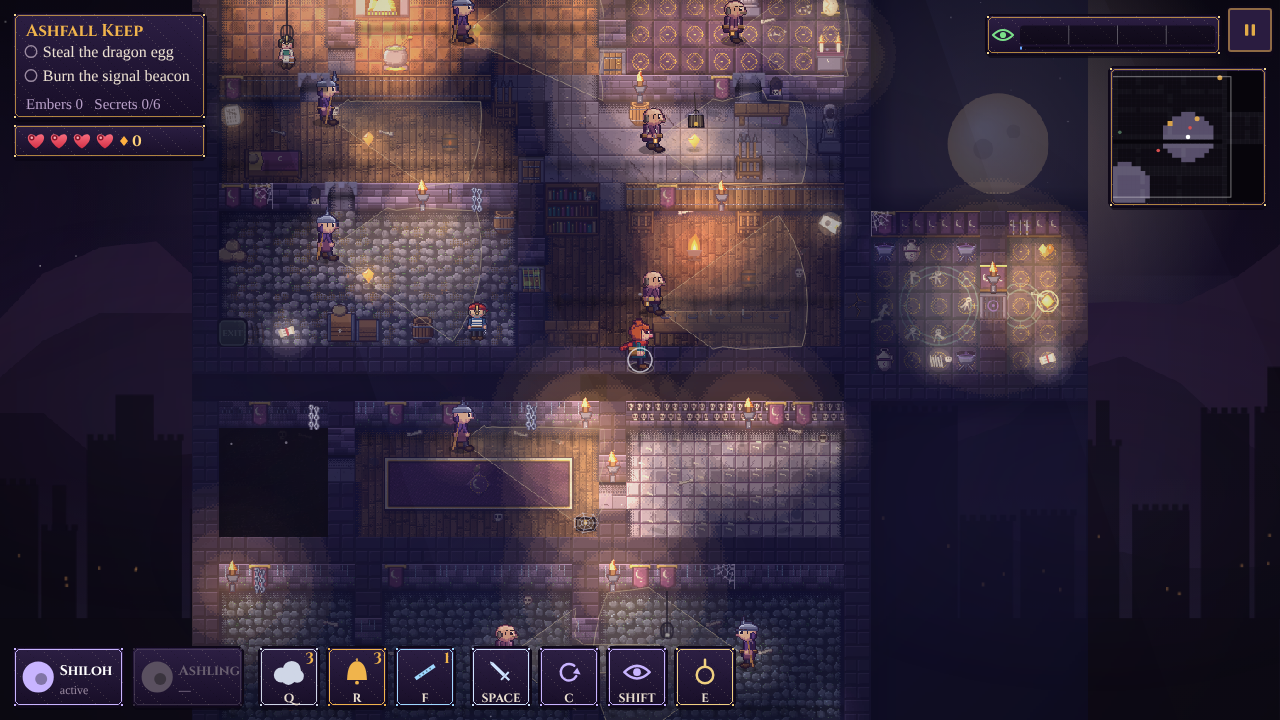 ASHFALL KEEP
Steal the dragon egg
Burn the signal beacon
Embers 0 Secrets 0/6
0
EXIT
SHILOH
active
ASHLING
—
3
Q
3
R
1
F
SPACE
C
SHIFT
E